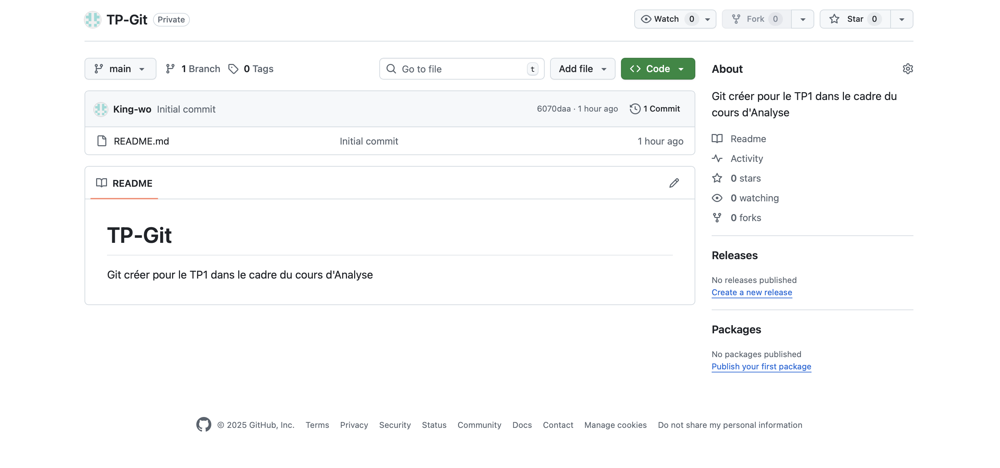 TP-Git Private
Watch 0
Fork 0
Star 0
main
1 Branch
0 Tags
Go to file t
Add file
Code
King-wo Initial commit 6070daa · 1 hour ago 1 Commit
README.md Initial commit 1 hour ago
README
TP-Git
Git créer pour le TP1 dans le cadre du cours d'Analyse
About
Git créer pour le TP1 dans le cadre du
cours d'Analyse
Readme
Activity
0 stars
0 watching
0 forks
Releases
No releases published
Create a new release
Packages
No packages published
Publish your first package
© 2025 GitHub, Inc. Terms Privacy Security Status Community Docs Contact Manage cookies Do not share my personal information